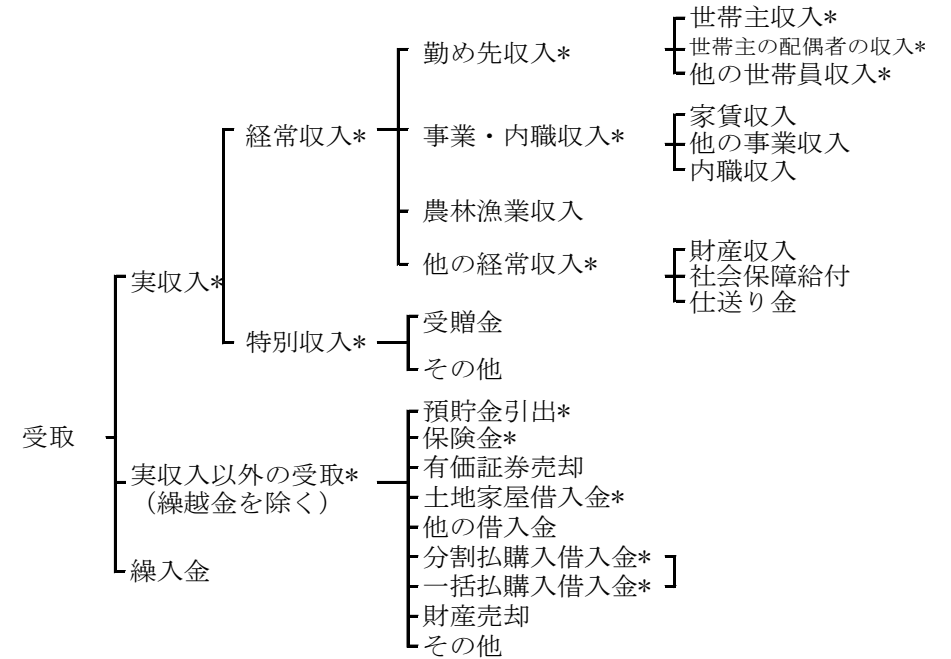 世帯主収入*
勤め先収入*
世帯主の配偶者の収入*
他の世帯員収入*
家賃収入
経常収入*
事業・内職収入*
他の事業収入
内職収入
農林漁業収入
財産収入
他の経常収入*
実収入*
社会保障給付
仕送り金
受贈金
特別収入*
その他
預貯金引出*
受取
保険金*
有価証券売却
実収入以外の受取*
(繰越金を除く)
土地家屋借入金*
他の借入金
分割払購入借入金*
繰入金
一括払購入借入金*
財産売却
その他